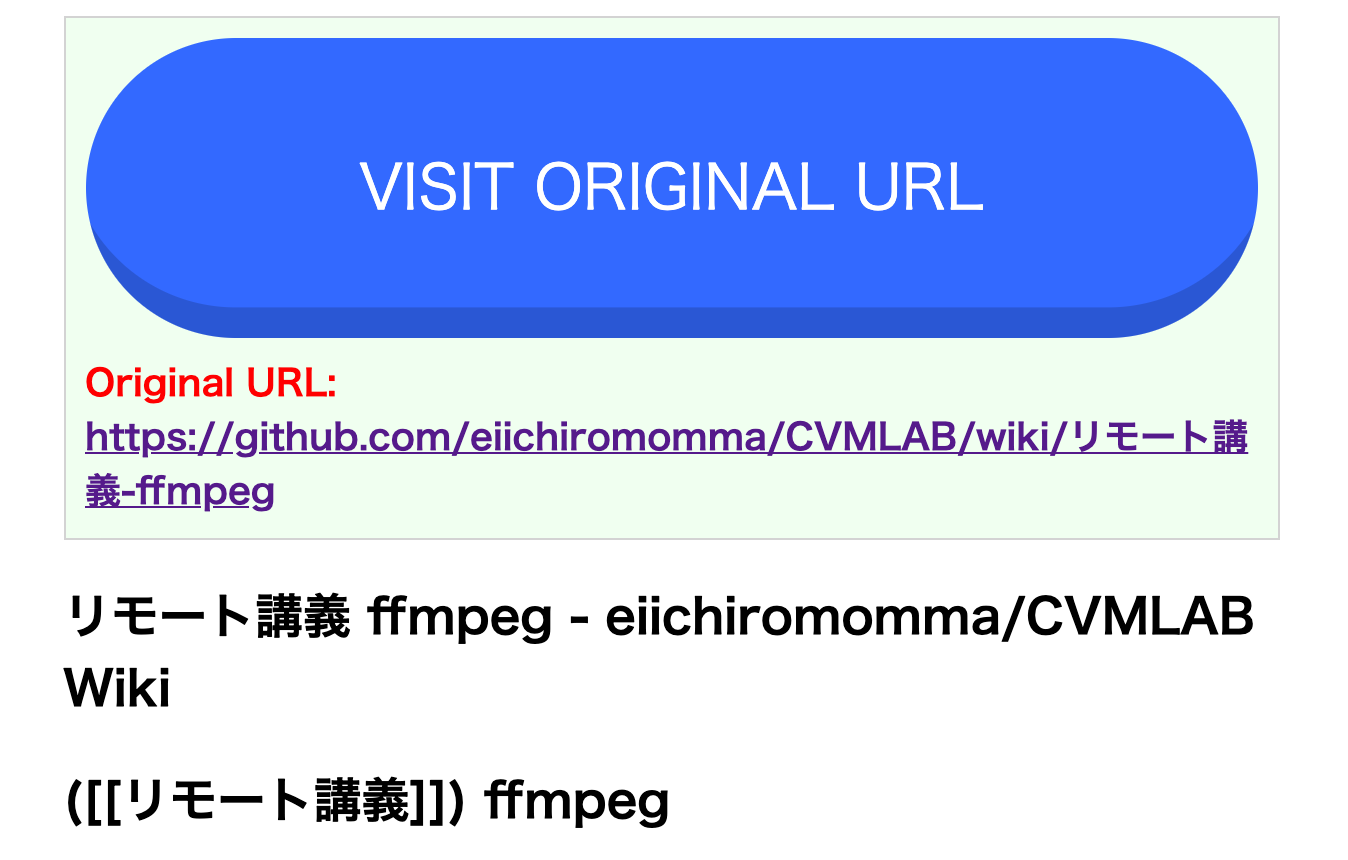 VISIT ORIGINAL URL
Original URL:
https://github.com/eiichiromomma/CVMLAB/wiki/リモート講
義-ffmpeg
リモート講義 ffmpeg - eiichiromomma/CVMLAB
Wiki
([[リモート講義]]) ffmpeg